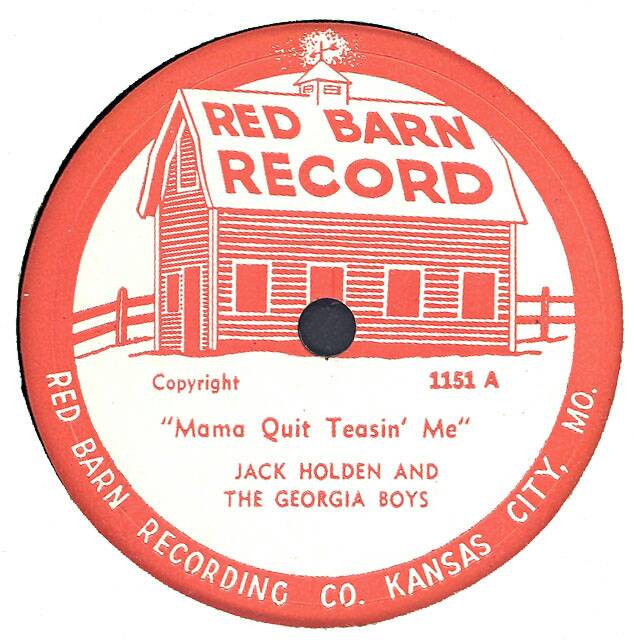 RED BARN
RECORD
Copyright
1151 A
"Mama Quit Teasin' Me"
JACK HOLDEN AND
THE GEORGIA BOYS
RED BARN RECORDING CO. KANSAS CITY, MO.